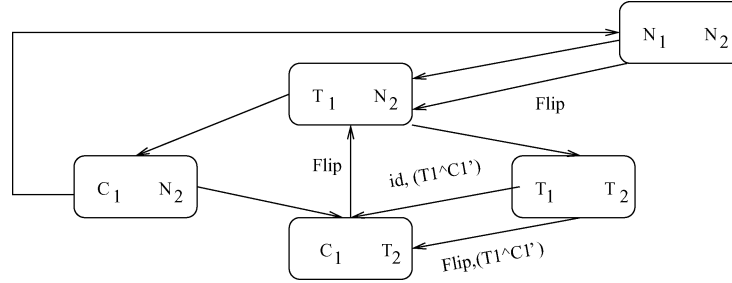 N1 N2
T1 N2
Flip
Flip
id, (T1^C1')
C1 N2
T1 T2
C1 T2
Flip,(T1^C1')